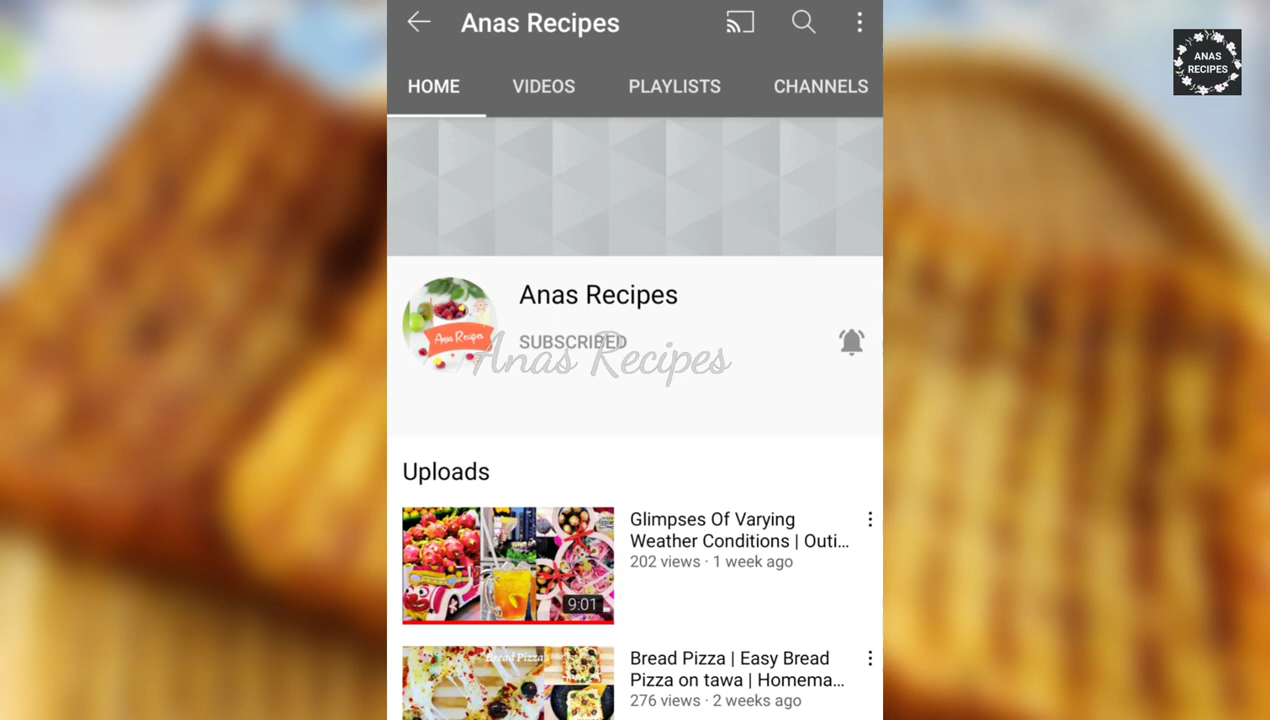 Anas Recipes
HOME VIDEOS PLAYLISTS CHANNELS
ANAS
RECIPES
Anas Recipes
SUBSCRIBED
Anas Recipes
Anas Recipes
Uploads
Glimpses Of Varying
Weather Conditions | Outi...
202 views · 1 week ago
9:01
Bread Pizza
Bread Pizza | Easy Bread
Pizza on tawa | Homema...
276 views · 2 weeks ago